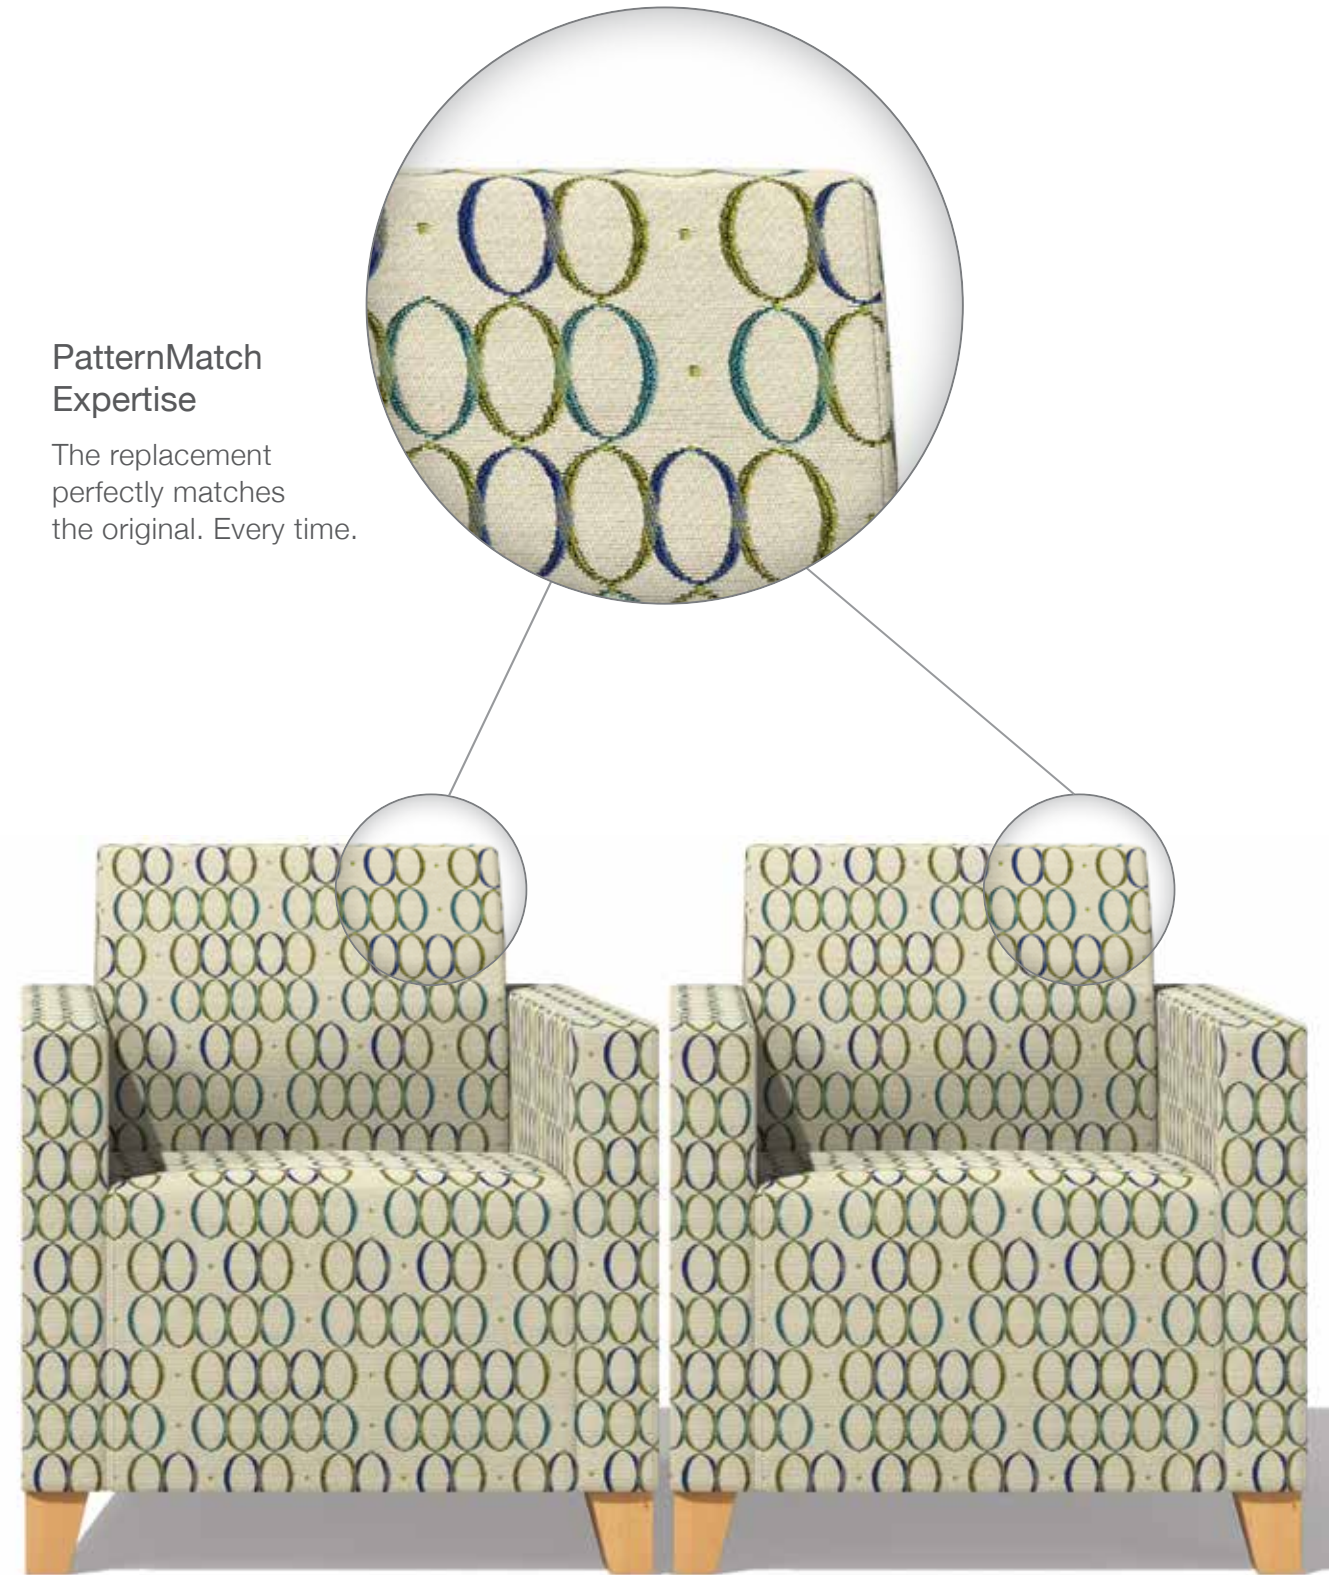 PatternMatch
Expertise
The replacement
perfectly matches
the original. Every time.